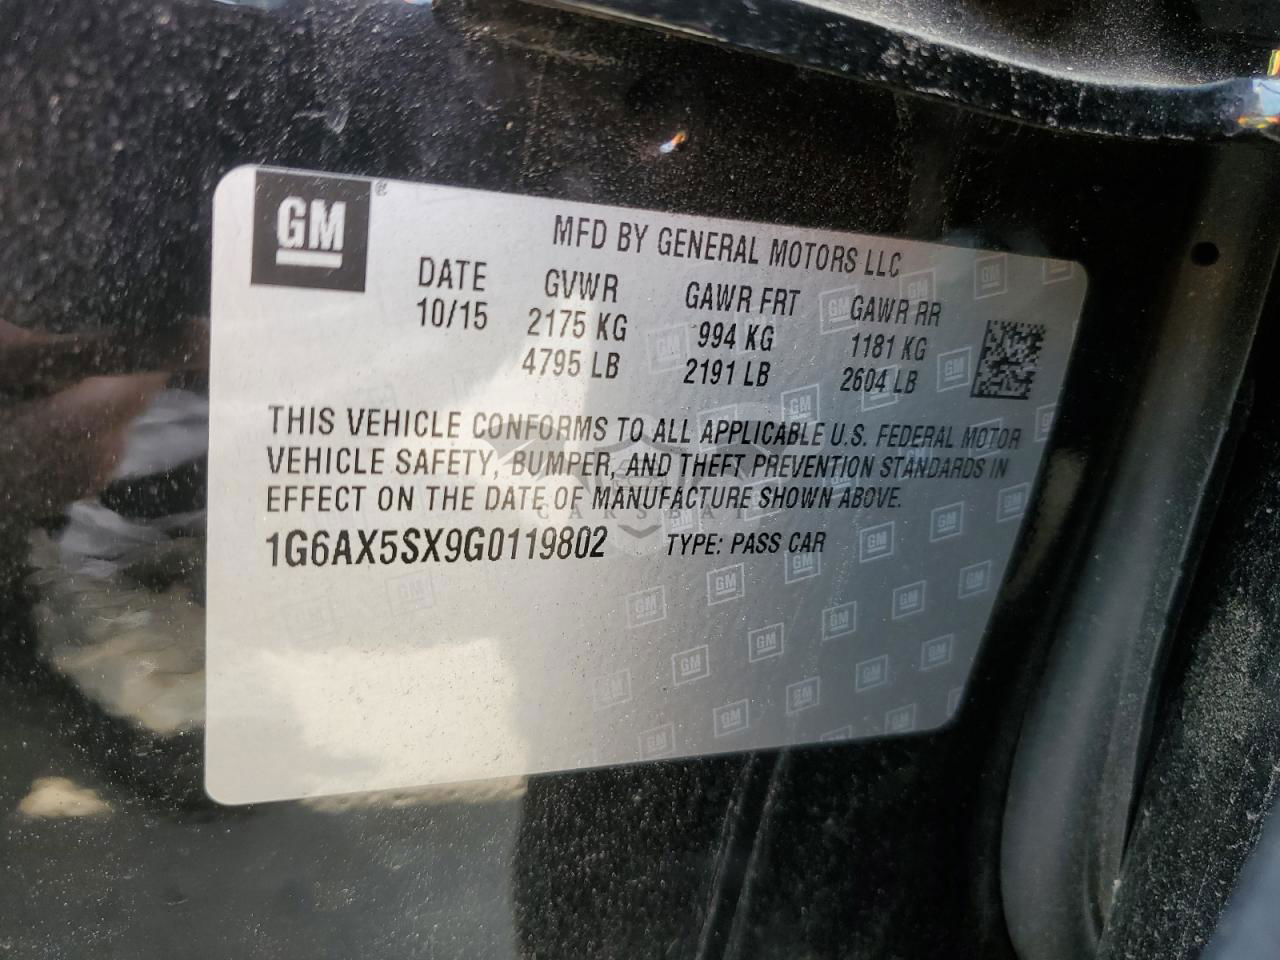 GM ®
MFD BY GENERAL MOTORS LLC
DATE GVWR GAWR FRT GAWR RR
10/15 2175 KG 994 KG 1181 KG
4795 LB 2191 LB 2604 LB
THIS VEHICLE CONFORMS TO ALL APPLICABLE U.S. FEDERAL MOTOR
VEHICLE SAFETY, BUMPER, AND THEFT PREVENTION STANDARDS IN
EFFECT ON THE DATE OF MANUFACTURE SHOWN ABOVE.
1G6AX5SX9G0119802 TYPE: PASS CAR